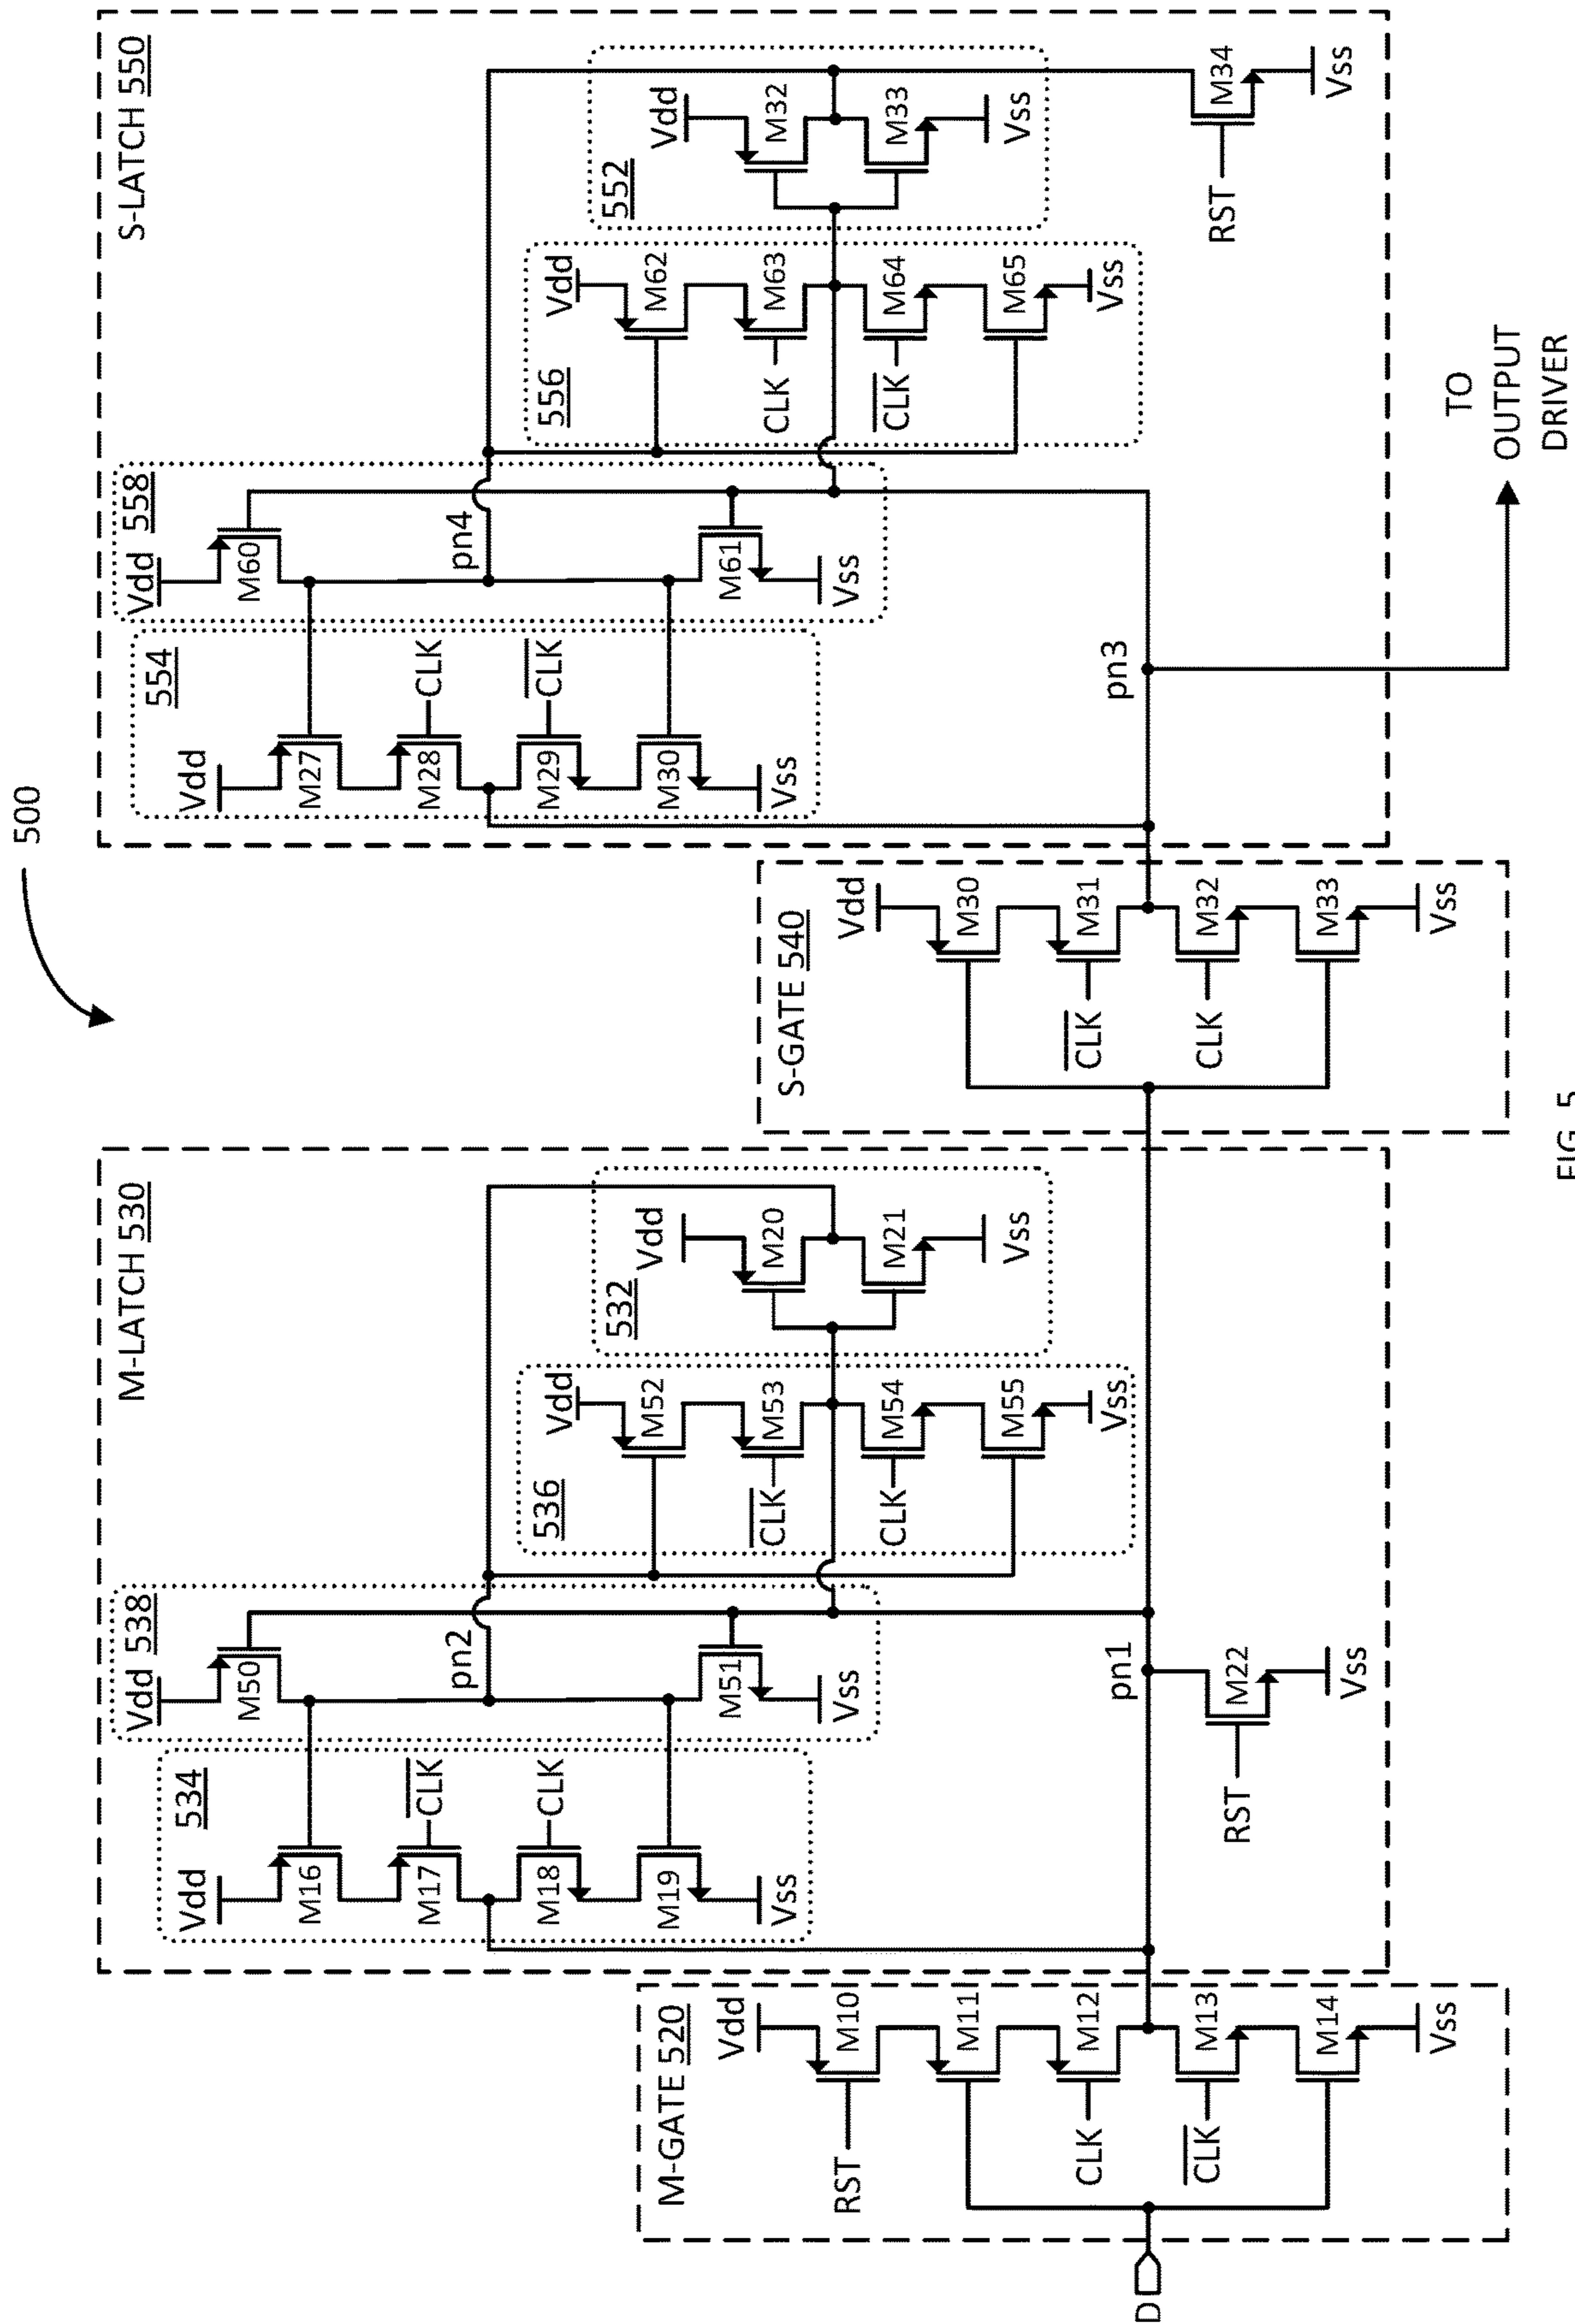 500
M-GATE 520
Vdd
RST
M10
M11
CLK
M12
CLK
M13
M14
Vss
D
M-LATCH 530
534
Vdd
M16
M17
CLK
M18
CLK
M19
Vss
538
Vdd
M50
pn2
M51
Vss
536
Vdd
M52
CLK
M53
CLK
M54
M55
Vss
532
Vdd
M20
M21
Vss
pn1
RST
M22
Vss
S-GATE 540
Vdd
M30
CLK
M31
CLK
M32
M33
Vss
S-LATCH 550
554
Vdd
M27
M28
CLK
M29
CLK
M30
Vss
558
Vdd
M60
pn4
M61
Vss
556
Vdd
M62
CLK
M63
CLK
M64
M65
Vss
552
Vdd
M32
M33
Vss
RST
M34
Vss
pn3
TO
OUTPUT
DRIVER
FIG. 5